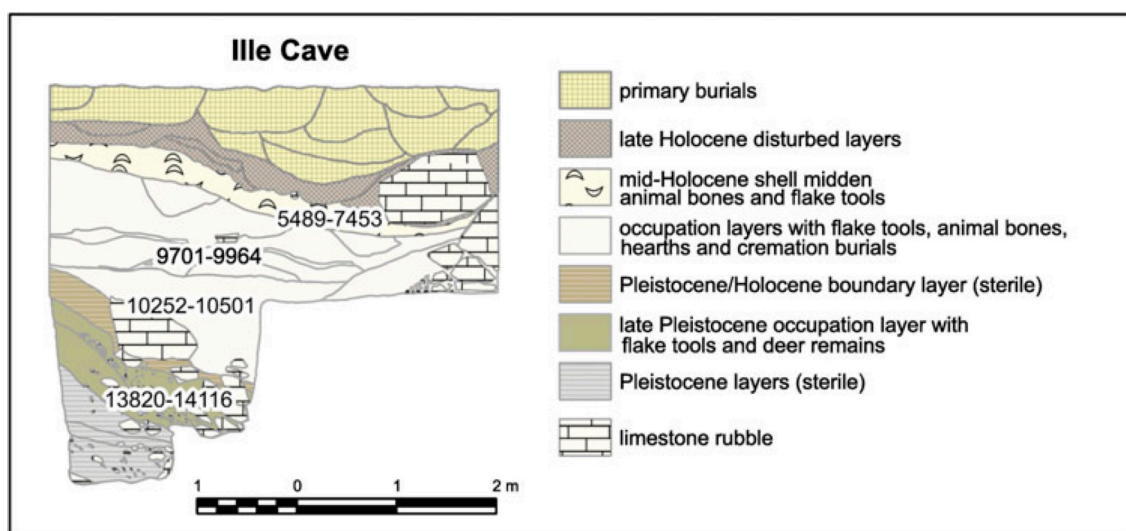 Ille Cave
5489-7453
9701-9964
10252-10501
13820-14116
1 0 1 2 m
primary burials
late Holocene disturbed layers
mid-Holocene shell midden
animal bones and flake tools
occupation layers with flake tools, animal bones,
hearths and cremation burials
Pleistocene/Holocene boundary layer (sterile)
late Pleistocene occupation layer with
flake tools and deer remains
Pleistocene layers (sterile)
limestone rubble